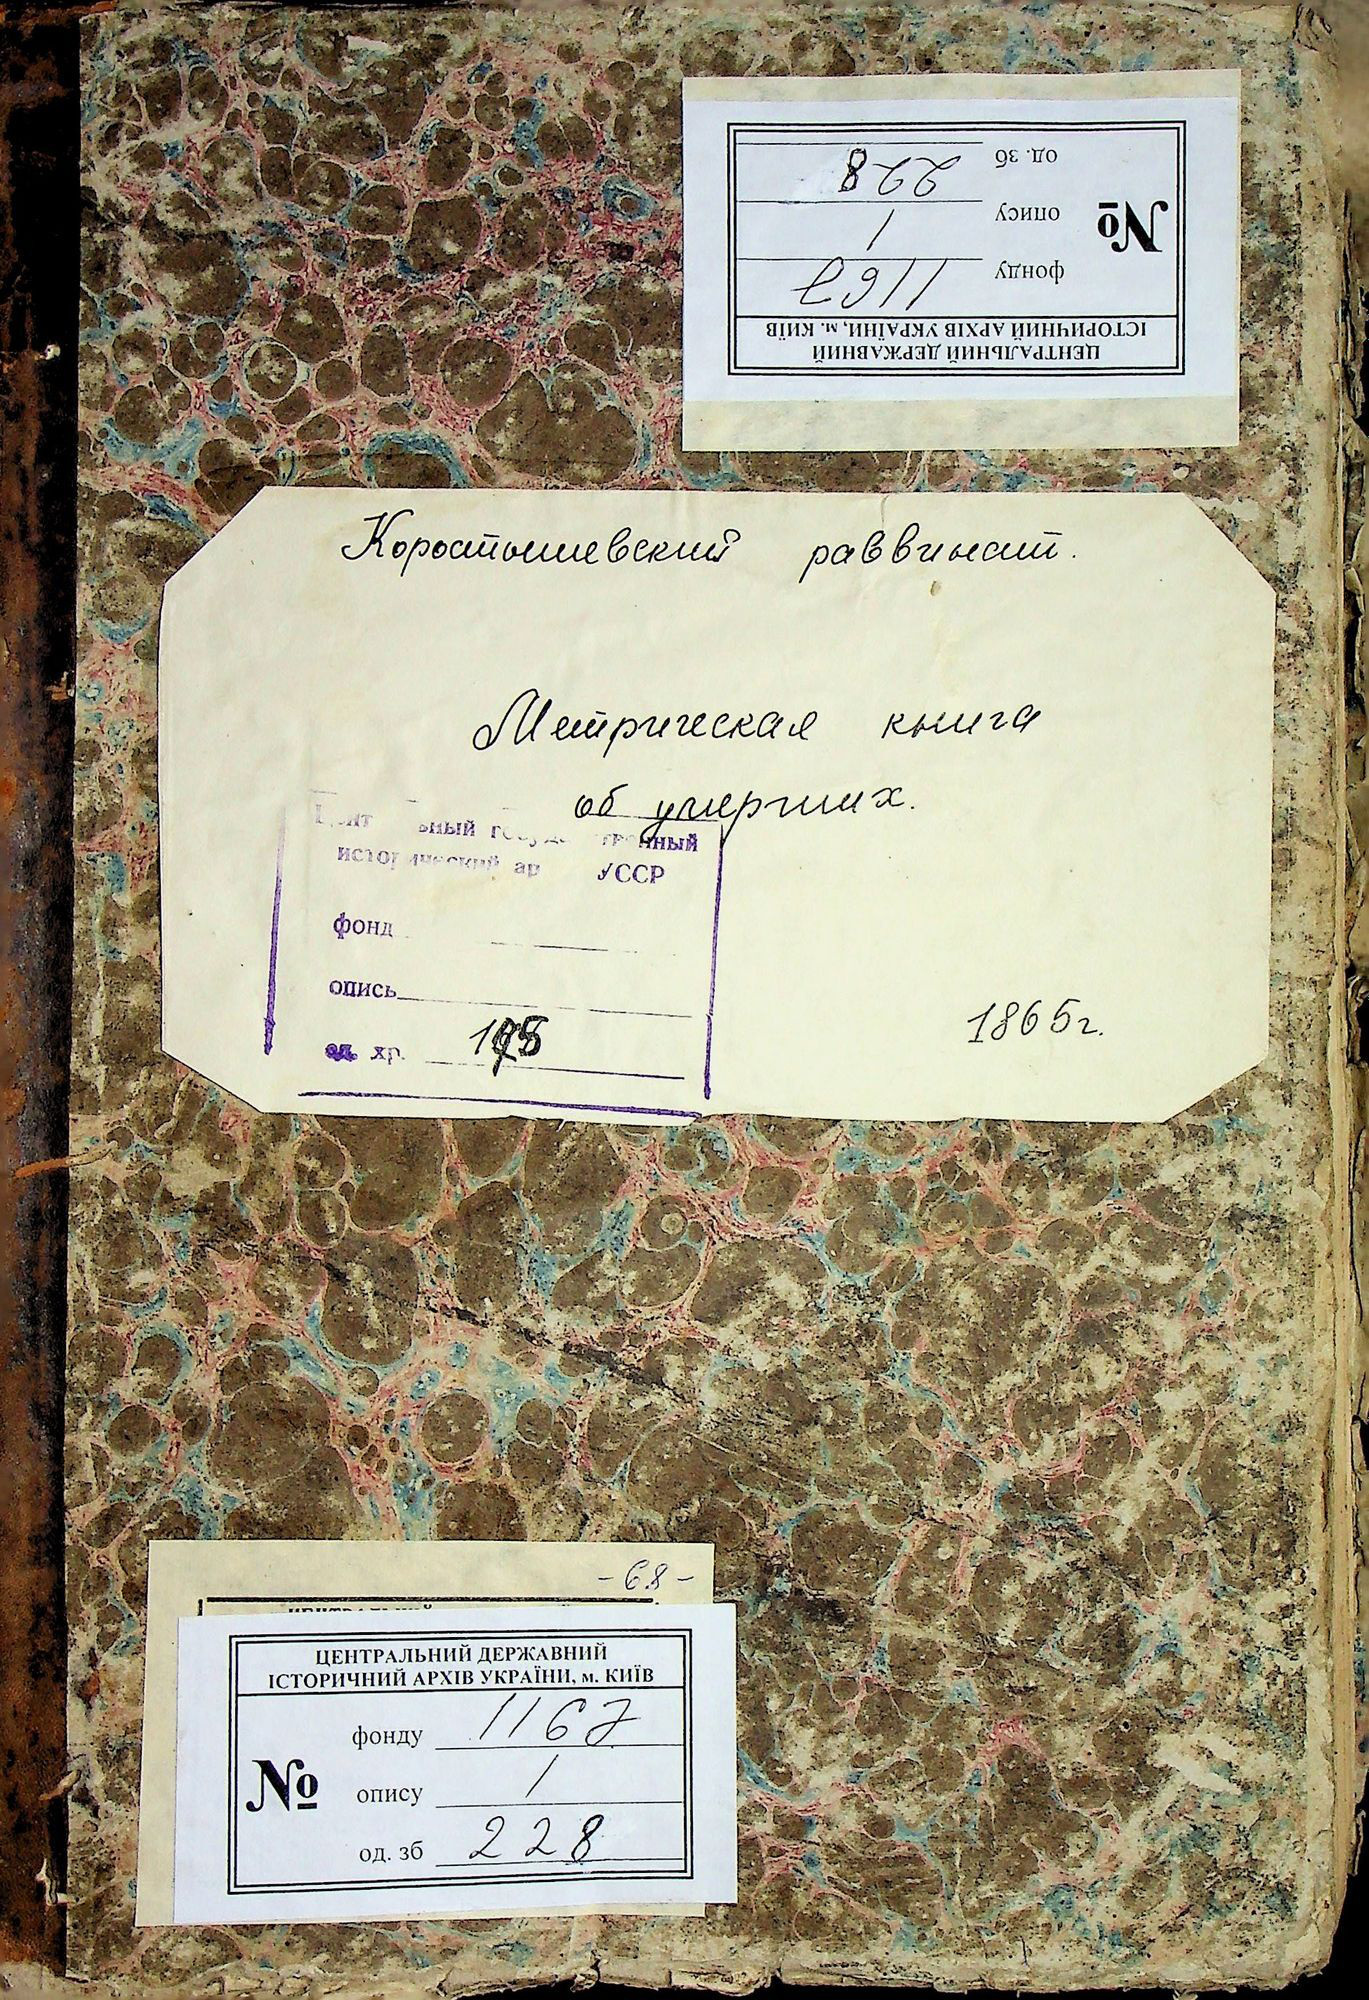 ЦЕНТРАЛЬНИЙ ДЕРЖАВНИЙ
ІСТОРИЧНИЙ АРХІВ УКРАЇНИ, м. КИЇВ
№
фонду 1167
опису 1
од. зб 228
Коростышевский раввинат.
Метрическая книга
об умерших.
исторический УССР
фонд
опись
ед. хр.
1865г.
- 68 -
ЦЕНТРАЛЬНИЙ ДЕРЖАВНИЙ
ІСТОРИЧНИЙ АРХІВ УКРАЇНИ, м. КИЇВ
№
фонду 1167
опису 1
од. зб 228